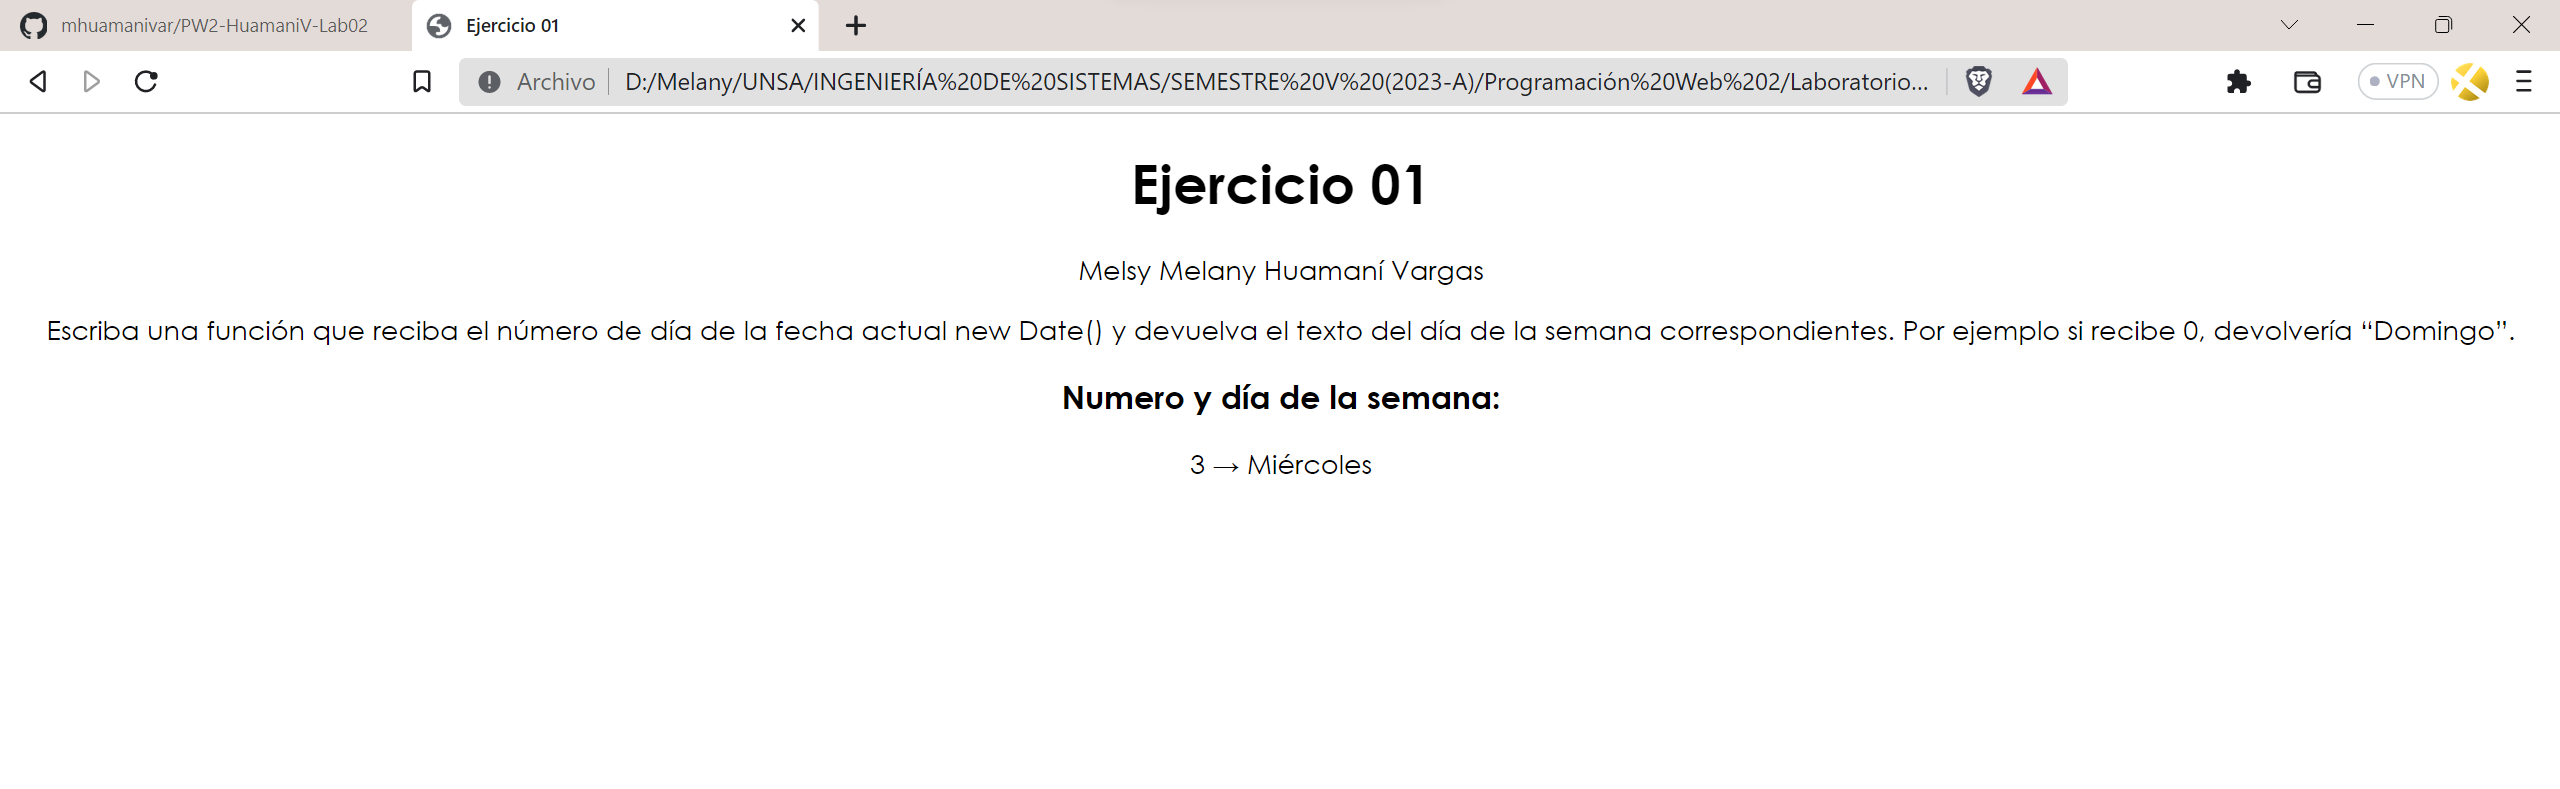 mhuamanivar/PW2-HuamaniV-Lab02
Ejercicio 01
Archivo
D:/Melany/UNSA/INGENIERÍA%20DE%20SISTEMAS/SEMESTRE%20V%20(2023-A)/Programación%20Web%202/Laboratorio...
VPN
Ejercicio 01
Melsy Melany Huamaní Vargas
Escriba una función que reciba el número de día de la fecha actual new Date() y devuelva el texto del día de la semana correspondientes. Por ejemplo si recibe 0, devolvería “Domingo”.
Numero y día de la semana:
3 → Miércoles